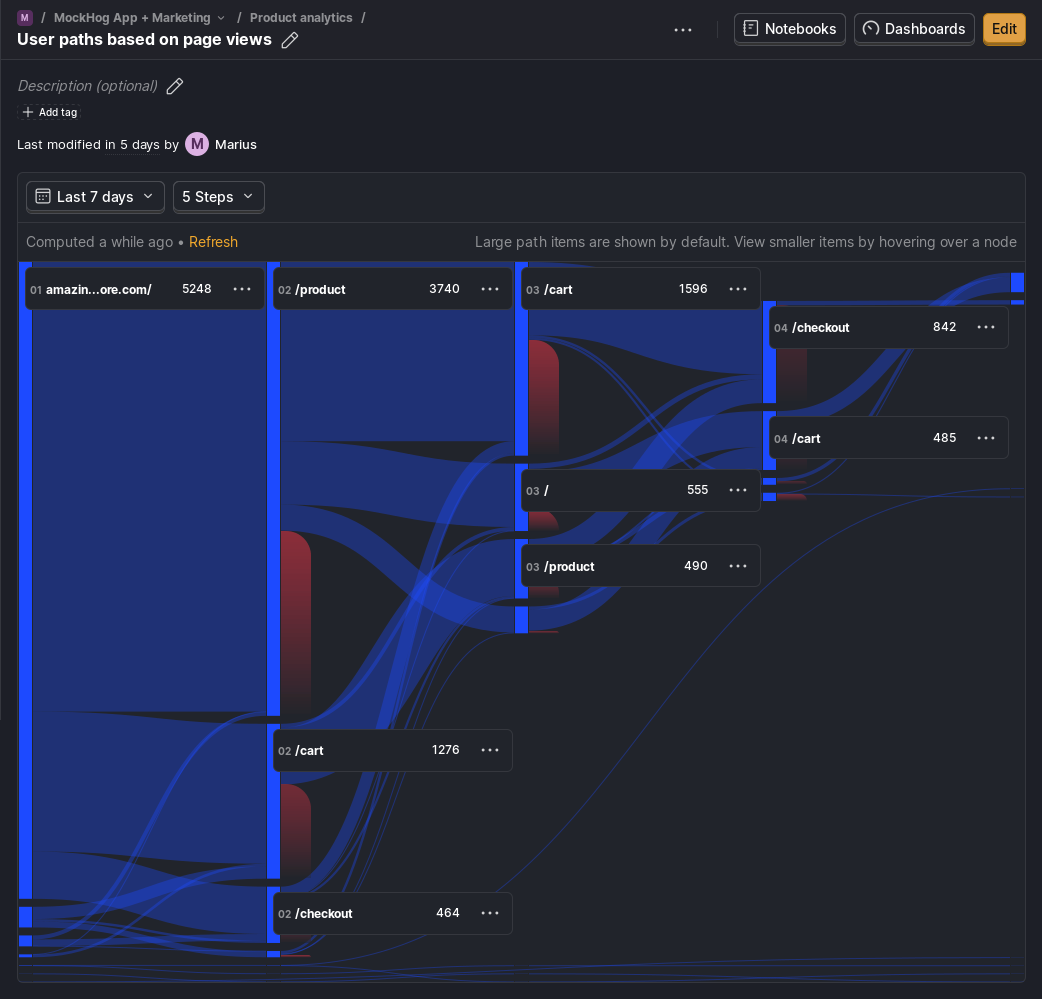 M / MockHog App + Marketing / Product analytics /
User paths based on page views
Notebooks
Dashboards
Edit
Description (optional)
Add tag
Last modified in 5 days by M Marius
Last 7 days
5 Steps
Computed a while ago • Refresh
Large path items are shown by default. View smaller items by hovering over a node
01 amazin...ore.com/ 5248
02 /product 3740
03 /cart 1596
04 /checkout 842
04 /cart 485
03 / 555
03 /product 490
02 /cart 1276
02 /checkout 464